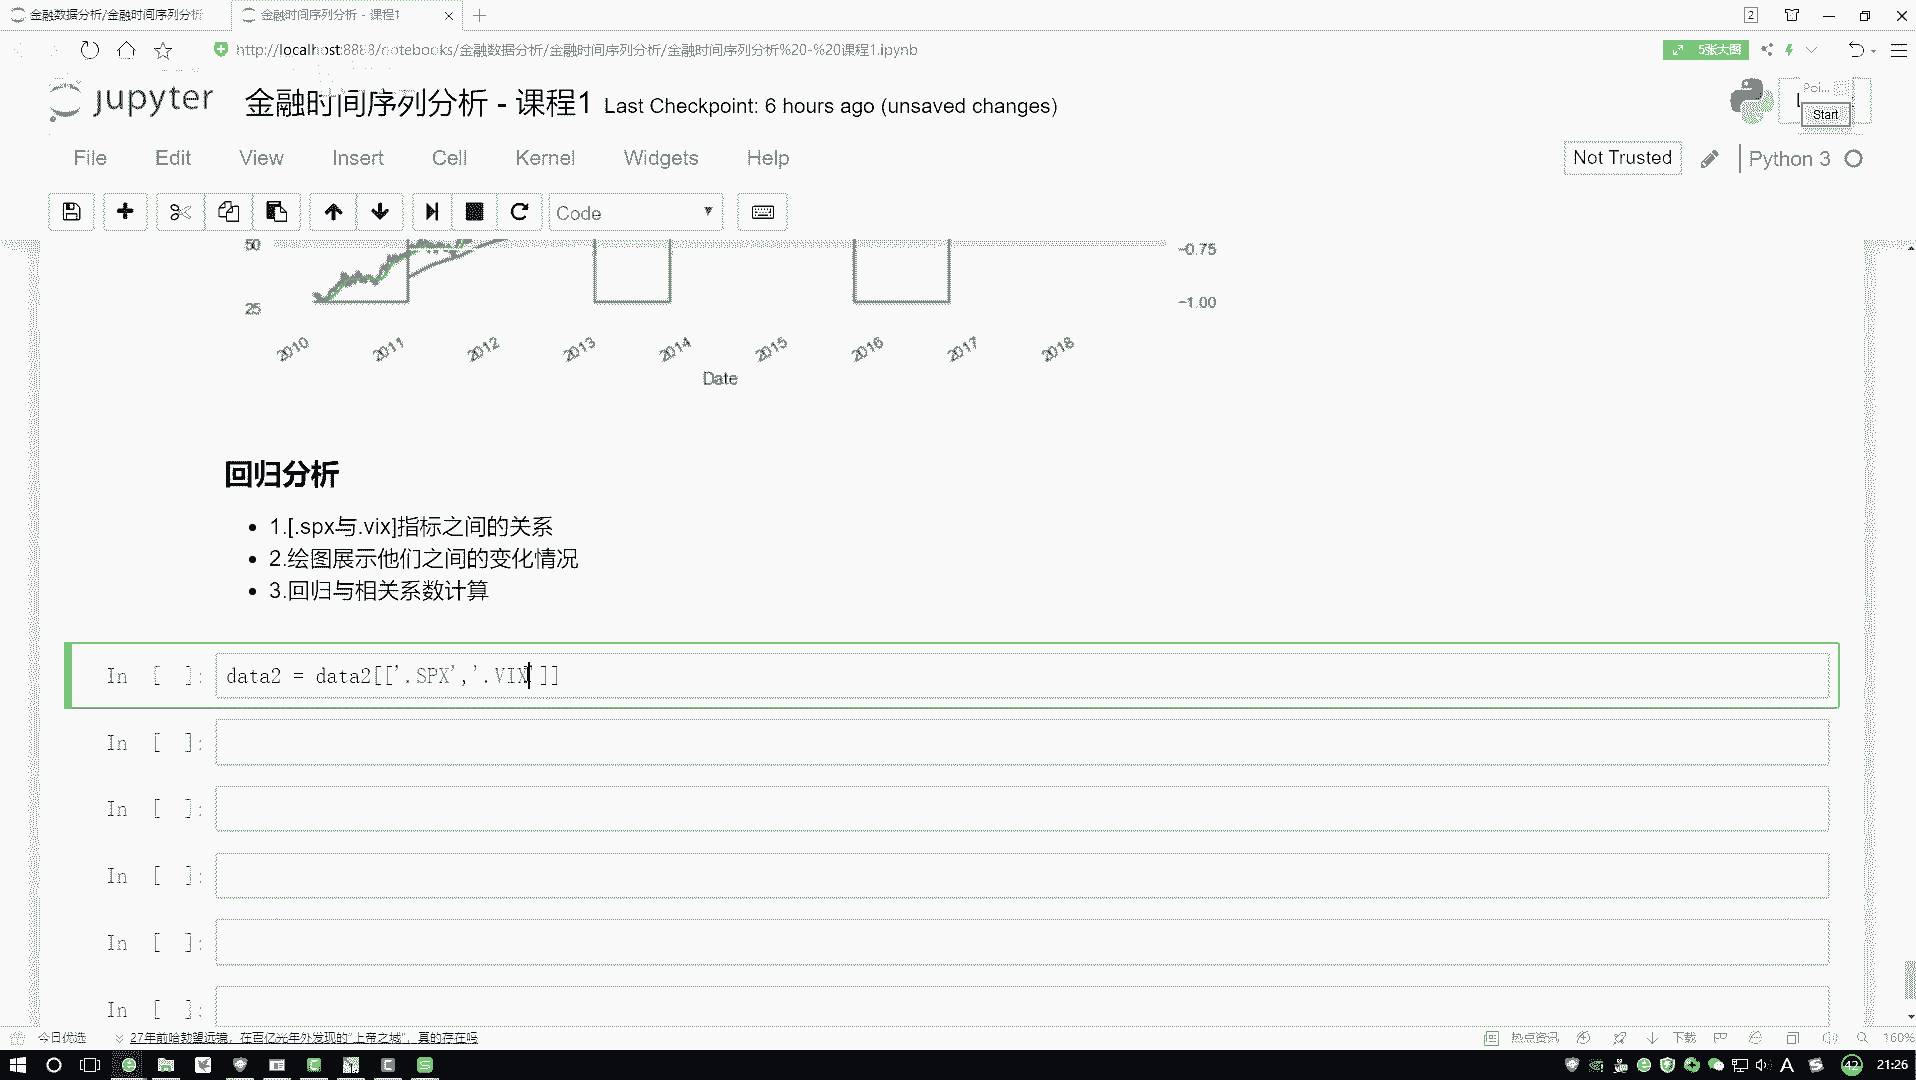 金融数据分析/金融时间序列分析
金融时间序列分析 - 课程1
2
http://localhost:8888/notebooks/金融数据分析/金融时间序列分析/金融时间序列分析%20-%20课程1.ipynb
5张大图
jupyter 金融时间序列分析 - 课程1 Last Checkpoint: 6 hours ago (unsaved changes)
Poi...
Start
File Edit View Insert Cell Kernel Widgets Help
Not Trusted
Python 3
Code
50
25
−0.75
−1.00
2010 2011 2012 2013 2014 2015 2016 2017 2018
Date
回归分析
1.[.spx与.vix]指标之间的关系
2.绘图展示他们之间的变化情况
3.回归与相关系数计算
In [ ]: data2 = data2[['.SPX','.VIX']]
In [ ]:
In [ ]:
In [ ]:
In [ ]:
In [ ]:
今日优选
27年前哈勃望远镜，在百亿光年外发现的"上帝之城"，真的存在吗
热点资讯
下载
160%
A
42
21:26